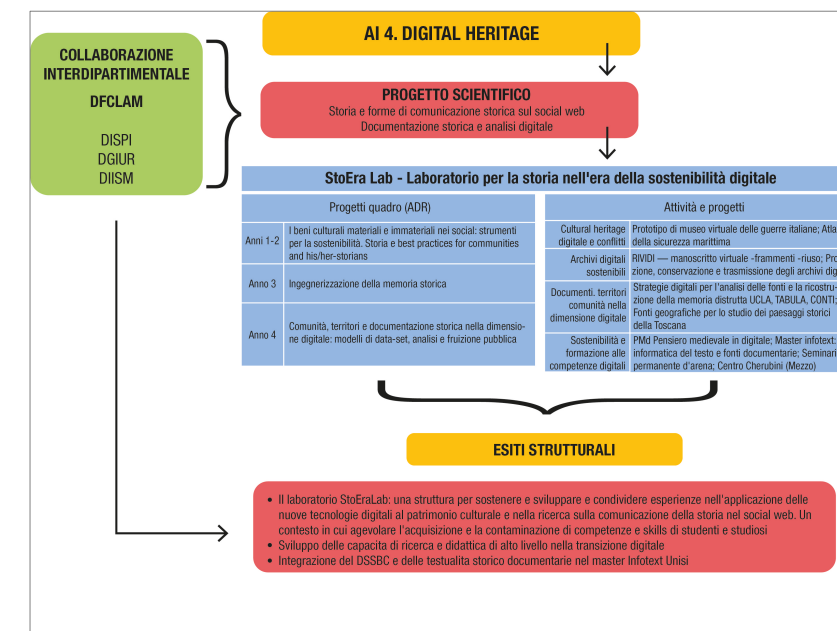 COLLABORAZIONE
INTERDIPARTIMENTALE
DFCLAM
DISPI
DGIUR
DIISM
AI 4. DIGITAL HERITAGE
PROGETTO SCIENTIFICO
Storia e forme di comunicazione storica sul social web
Documentazione storica e analisi digitale
StoEra Lab - Laboratorio per la storia nell'era della sostenibilità digitale
Progetti quadro (ADR)
Anni 1-2
I beni culturali materiali e immateriali nei social: strumenti
per la sostenibilità. Storia e best practices for communities
and his/her-storians
Anno 3
Ingegnerizzazione della memoria storica
Anno 4
Comunità, territori e documentazione storica nella dimensio-
ne digitale: modelli di data-set, analisi e fruizione pubblica
Attività e progetti
Cultural heritage
digitale e conflitti
Prototipo di museo virtuale delle guerre italiane; Atla
della sicurezza marittima
Archivi digitali
sostenibili
RIVIDI — manoscritto virtuale -frammenti -riuso; Pro
zione, conservazione e trasmissione degli archivi dig
Documenti. territori
comunità nella
dimensione digitale
Strategie digitali per l'analisi delle fonti e la ricostru-
zione della memoria distrutta UCLA, TABULA, CONTI;
Fonti geografiche per lo studio dei paesaggi storici
della Toscana
Sostenibilità e
formazione alle
competenze digitali
PMd Pensiero medievale in digitale; Master infotext:
informatica del testo e fonti documentarie; Seminari
permanente d'arena; Centro Cherubini (Mezzo)
ESITI STRUTTURALI
• Il laboratorio StoEraLab: una struttura per sostenere e sviluppare e condividere esperienze nell'applicazione delle
nuove tecnologie digitali al patrimonio culturale e nella ricerca sulla comunicazione della storia nel social web. Un
contesto in cui agevolare l'acquisizione e la contaminazione di competenze e skills di studenti e studiosi
• Sviluppo delle capacita di ricerca e didattica di alto livello nella transizione digitale
• Integrazione del DSSBC e delle testualita storico documentarie nel master Infotext Unisi